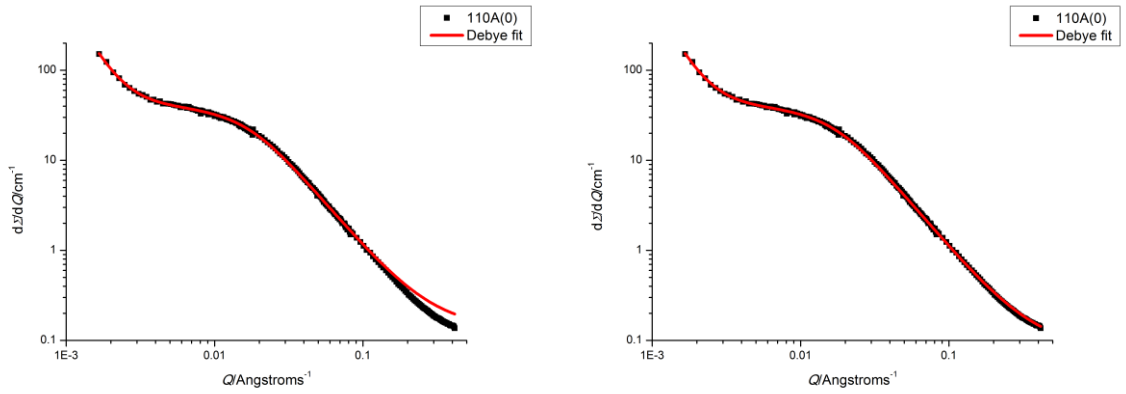 110A(0)
Debye fit
100
10
1
0.1
1E-3
0.01
0.1
dΣ/dQ/cm-1
Q/Angstroms-1
110A(0)
Debye fit
100
10
1
0.1
1E-3
0.01
0.1
dΣ/dQ/cm-1
Q/Angstroms-1